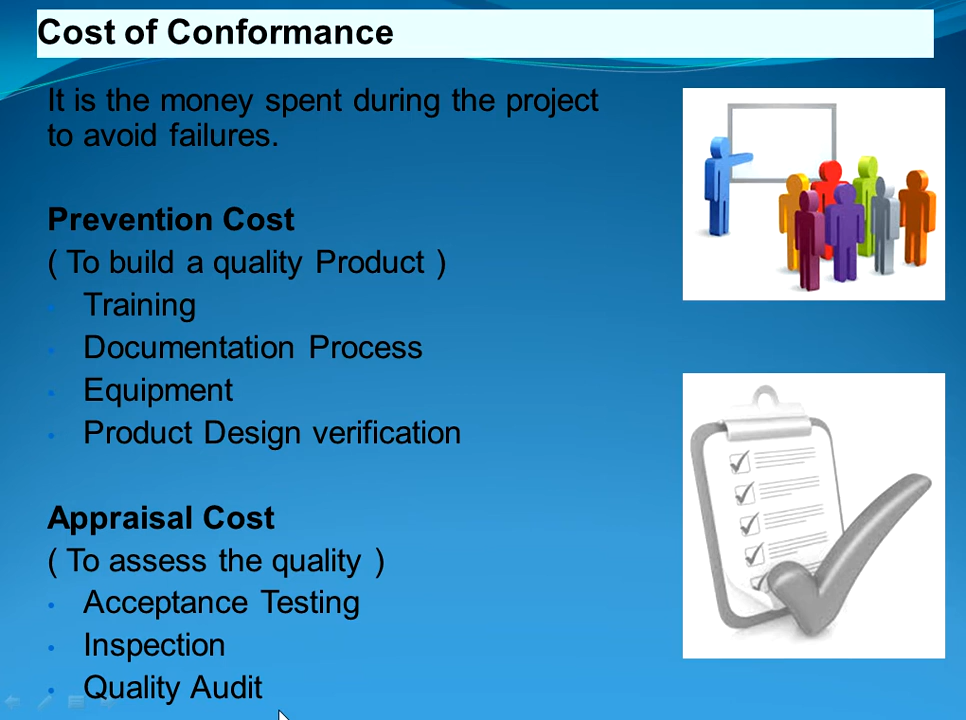 Cost of Conformance
It is the money spent during the project
to avoid failures.
Prevention Cost
( To build a quality Product )
• Training
• Documentation Process
• Equipment
• Product Design verification
Appraisal Cost
( To assess the quality )
• Acceptance Testing
• Inspection
• Quality Audit